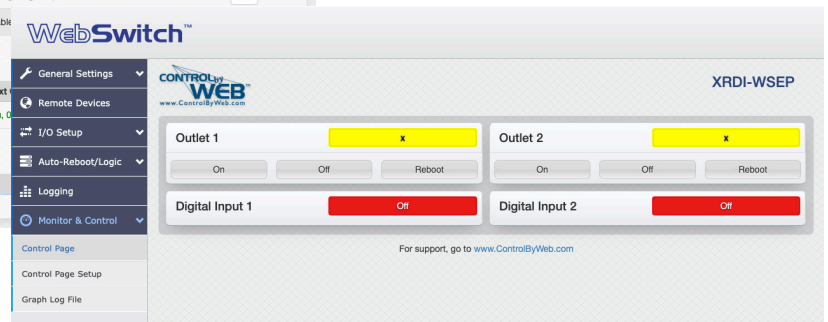 able
WebSwitch™
General Settings
XRDI-WSEP
CONTROL by WEB™
www.ControlByWeb.com
Remote Devices
I/O Setup
Outlet 1 x Outlet 2 x
Auto-Reboot/Logic
On Off Reboot On Off Reboot
Logging
Digital Input 1 Off Digital Input 2 Off
Monitor & Control
Control Page
For support, go to www.ControlByWeb.com
Control Page Setup
Graph Log File